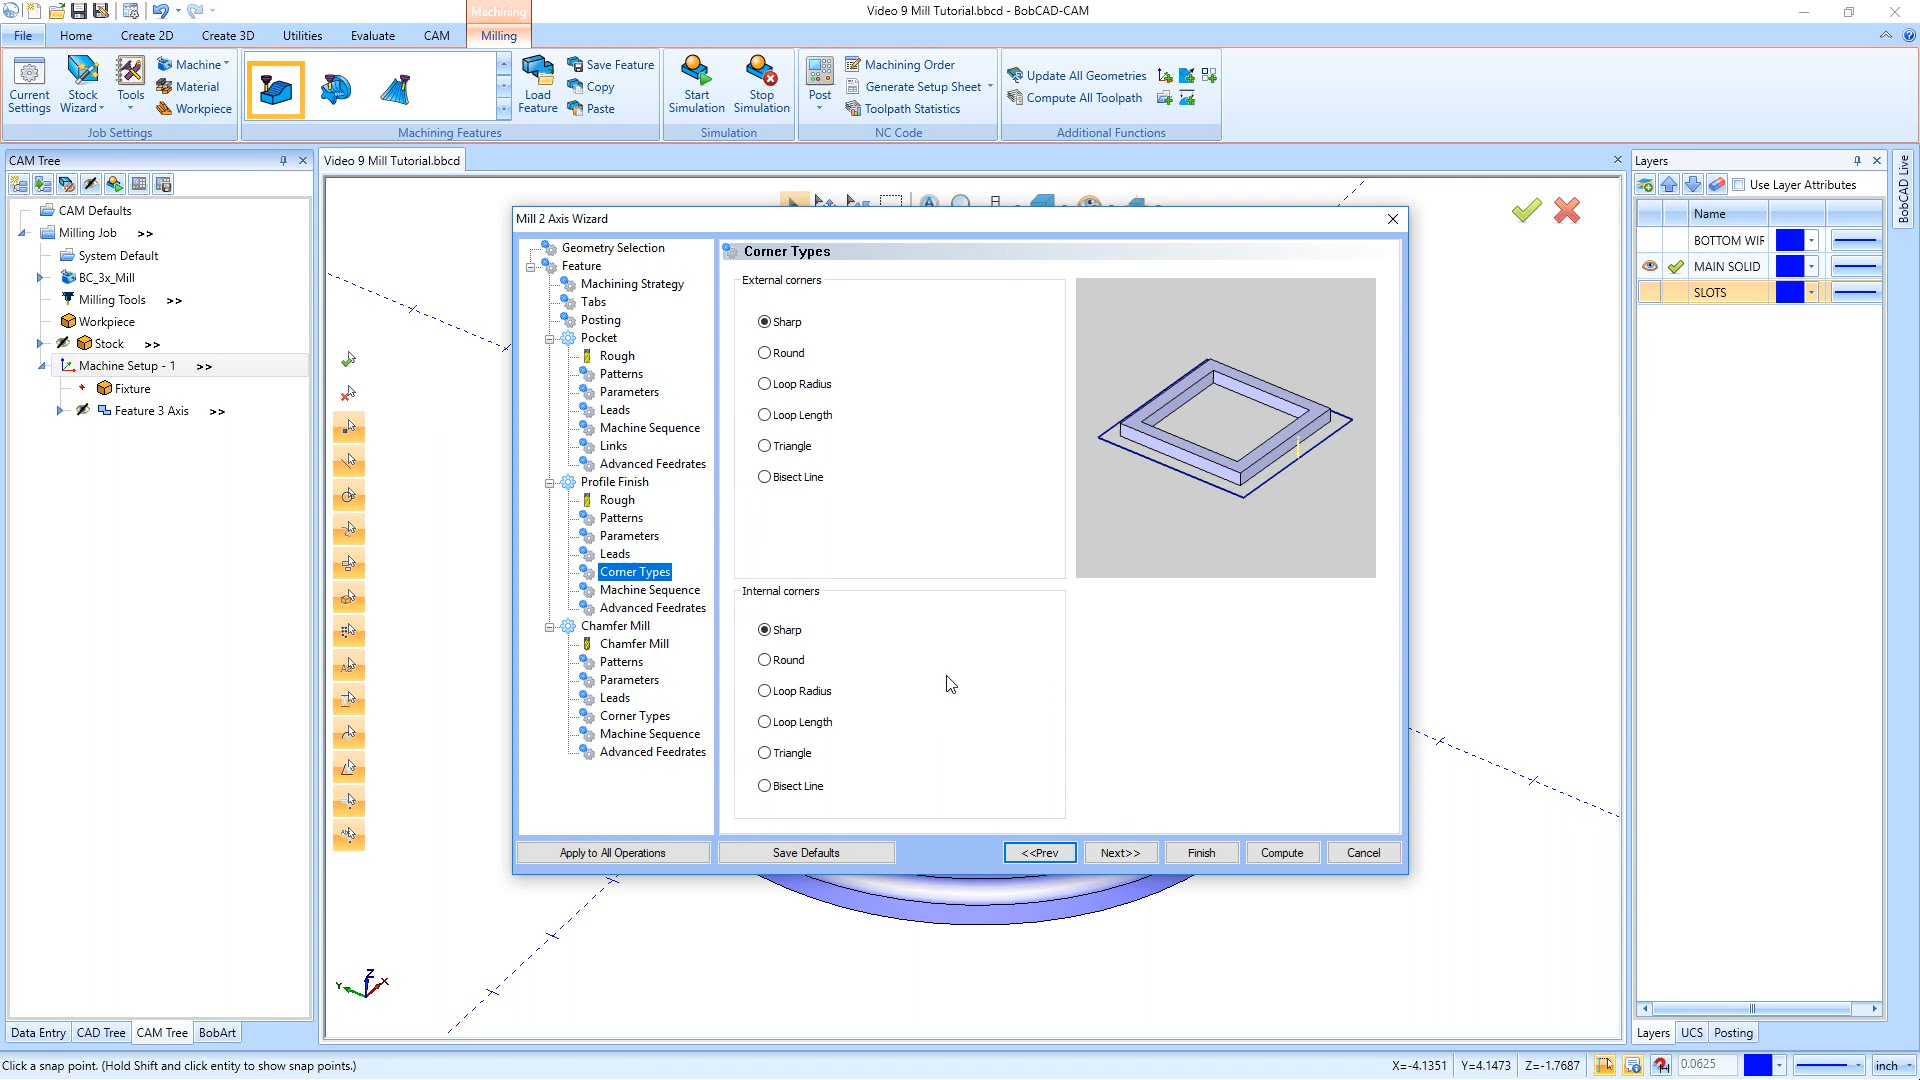 Video 9 Mill Tutorial.bbcd - BobCAD-CAM
Machining
File Home Create 2D Create 3D Utilities Evaluate CAM Milling
Current Settings
Stock Wizard
Tools
Machine
Material
Workpiece
Job Settings
Load Feature
Save Feature
Copy
Paste
Machining Features
Start Simulation
Stop Simulation
Simulation
Post
Machining Order
Generate Setup Sheet
Toolpath Statistics
NC Code
Update All Geometries
Compute All Toolpath
Additional Functions
CAM Tree
CAM Defaults
Milling Job >>
System Default
BC_3x_Mill
Milling Tools >>
Workpiece
Stock >>
Machine Setup - 1 >>
Fixture
Feature 3 Axis >>
Data Entry CAD Tree CAM Tree BobArt
Video 9 Mill Tutorial.bbcd
Mill 2 Axis Wizard
Geometry Selection
Feature
Machining Strategy
Tabs
Posting
Pocket
Rough
Patterns
Parameters
Leads
Machine Sequence
Links
Advanced Feedrates
Profile Finish
Rough
Patterns
Parameters
Leads
Corner Types
Machine Sequence
Advanced Feedrates
Chamfer Mill
Chamfer Mill
Patterns
Parameters
Leads
Corner Types
Machine Sequence
Advanced Feedrates
Corner Types
External corners
Sharp
Round
Loop Radius
Loop Length
Triangle
Bisect Line
Internal corners
Sharp
Round
Loop Radius
Loop Length
Triangle
Bisect Line
Apply to All Operations Save Defaults <<Prev Next>> Finish Compute Cancel
Z
Y
X
Layers
Use Layer Attributes
Name
BOTTOM WIF
MAIN SOLID
SLOTS
Layers UCS Posting
BobCAD Live
Click a snap point. (Hold Shift and click entity to show snap points.)
X=-4.1351 Y=4.1473 Z=-1.7687 0.0625 inch